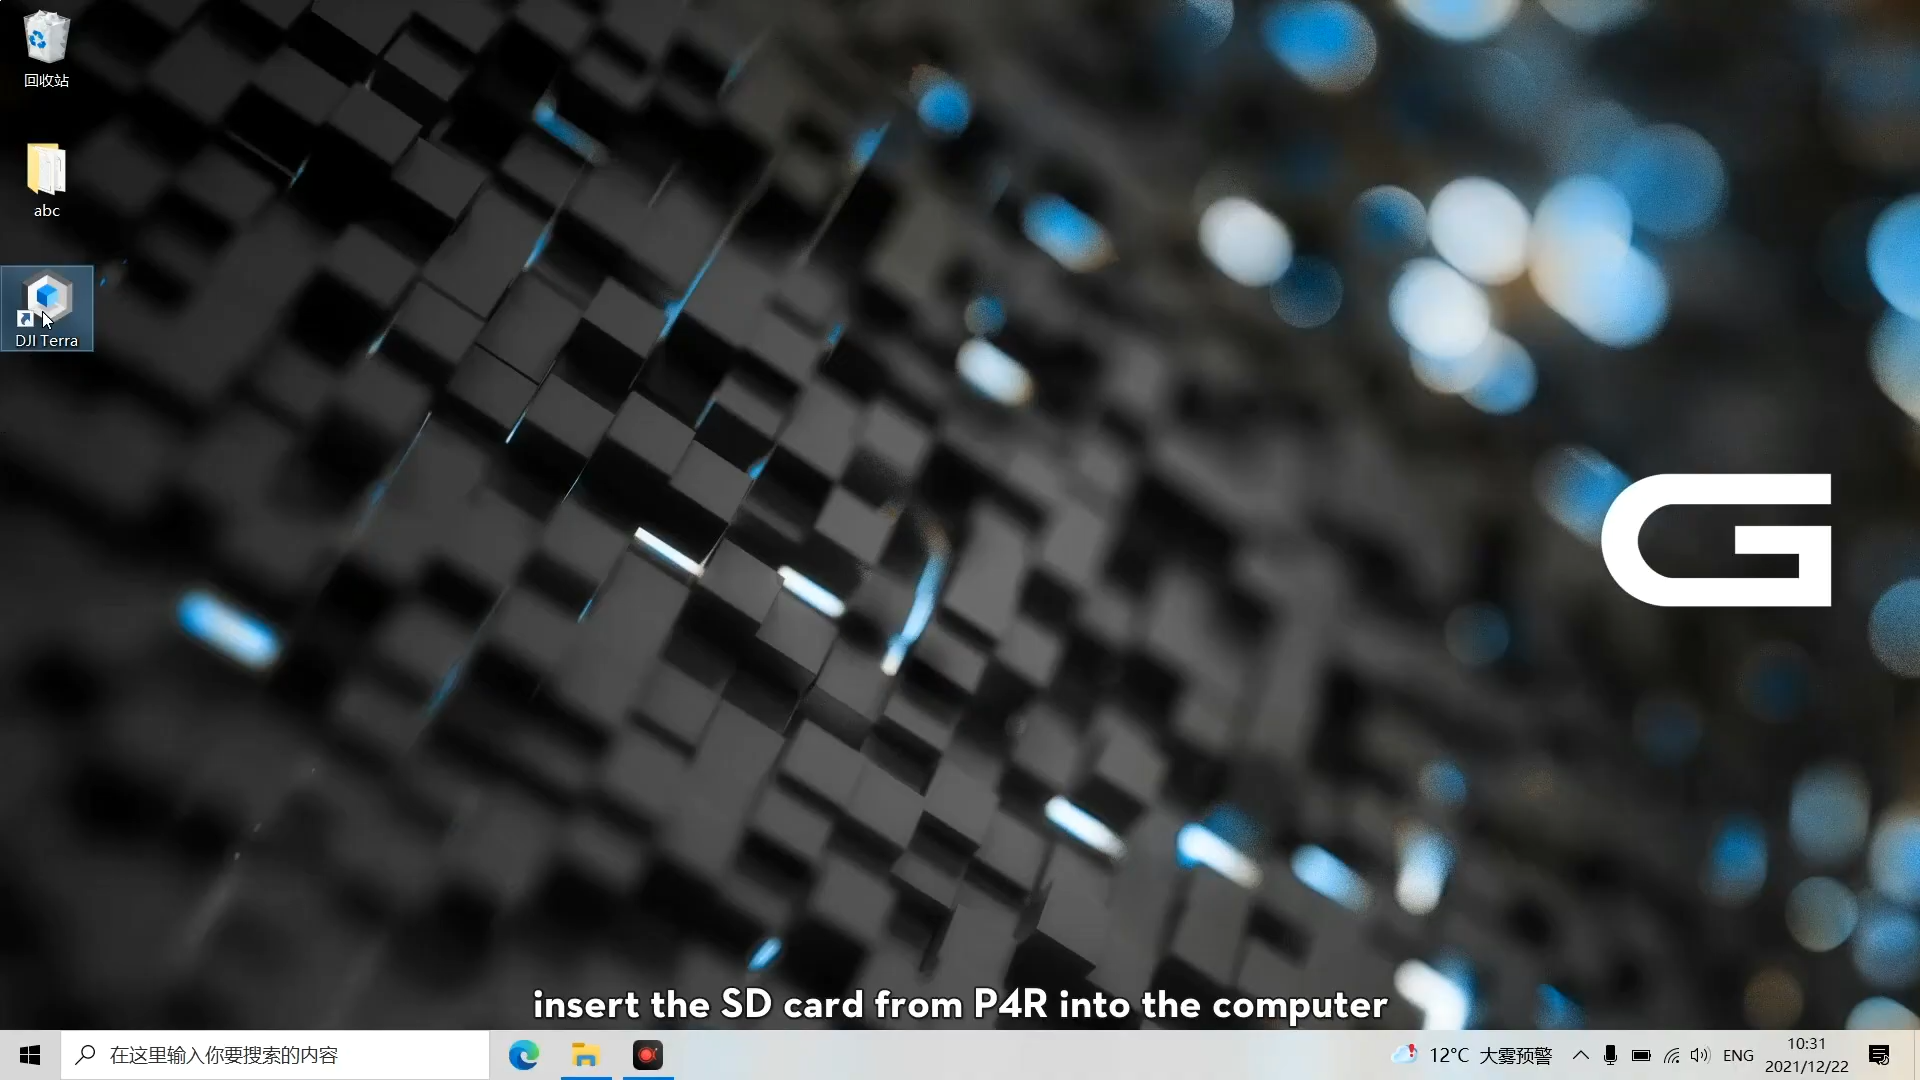 回收站
abc
DJI Terra
G
insert the SD card from P4R into the computer
在这里输入你要搜索的内容
12°C 大雾预警
ENG
10:31
2021/12/22